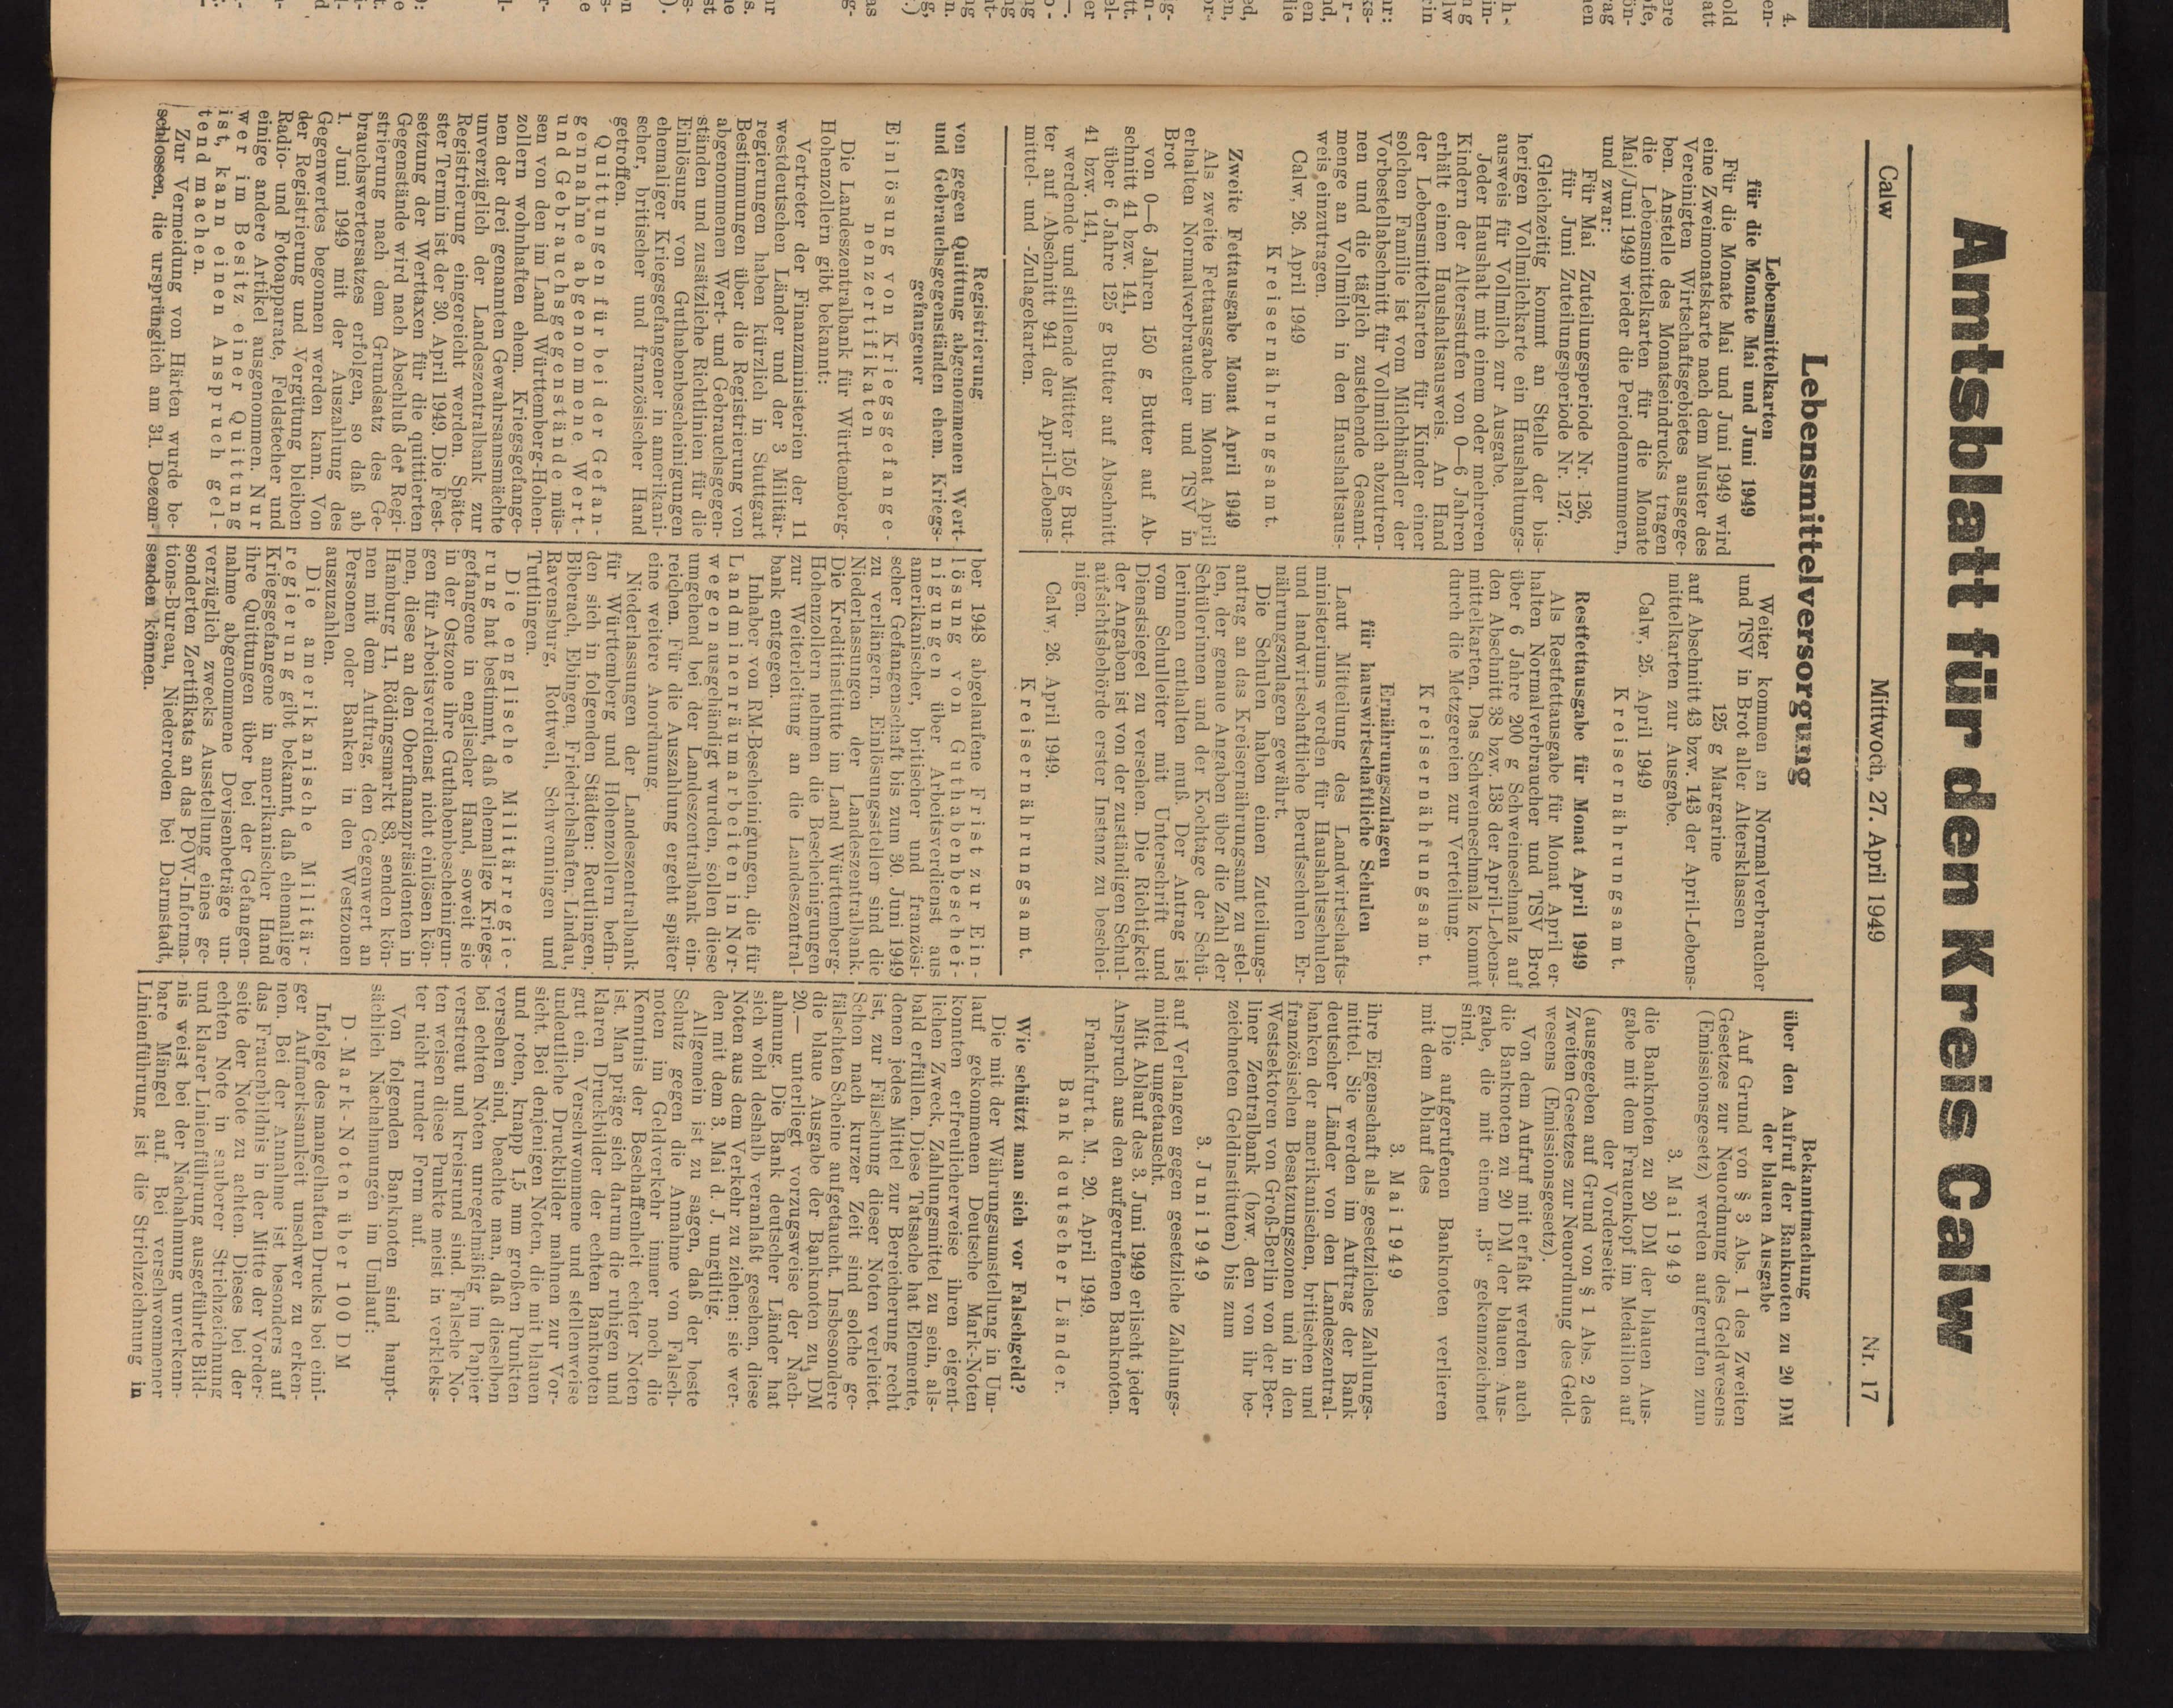 Amtsblatt für den Kreis Calw
Calw
Mittwoch, 27. April 1949
Nr. 17
Lebensmittelversorgung
Lebensmittelkarten
für die Monate Mai und Juni 1949
Für die Monate Mai und Juni 1949 wird
eine Zweimonatskarte nach dem Muster des
Vereinigten Wirtschaftsgebietes ausgege-
ben. Anstelle des Monatseindrucks tragen
die Lebensmittelkarten für die Monate
Mai/Juni 1949 wieder die Periodennummern,
und zwar:
Für Mai Zuteilungsperiode Nr. 126,
für Juni Zuteilungsperiode Nr. 127.
Gleichzeitig kommt an Stelle der bis-
herigen Vollmilchkarte ein Haushaltungs-
ausweis für Vollmilch zur Ausgabe.
Jeder Haushalt mit einem oder mehreren
Kindern der Altersstufen von 0—6 Jahren
erhält einen Haushaltsausweis. An Hand
der Lebensmittelkarten für Kinder einer
solchen Familie ist vom Milchhändler der
Vorbestellabschnitt für Vollmilch abzutren-
nen und die täglich zustehende Gesamt-
menge an Vollmilch in den Haushaltsaus-
weis einzutragen.
Calw, 26. April 1949
Kreisernährungsamt.
Zweite Fettausgabe Monat April 1949
Als zweite Fettausgabe im Monat April
erhalten Normalverbraucher und TSV in
Brot
von 0—6 Jahren 150 g Butter auf Ab-
schnitt 41 bzw. 141,
über 6 Jahre 125 g Butter auf Abschnitt
41 bzw. 141,
werdende und stillende Mütter 150 g But-
ter auf Abschnitt 941 der April-Lebens-
mittel- und -Zulagekarten.
Weiter kommen an Normalverbraucher
und TSV in Brot aller Altersklassen
125 g Margarine
auf Abschnitt 43 bzw. 143 der April-Lebens-
mittelkarten zur Ausgabe.
Calw, 25. April 1949
Kreisernährungsamt.
Restfettausgabe für Monat April 1949
Als Restfettausgabe für Monat April er-
halten Normalverbraucher und TSV Brot
über 6 Jahre 200 g Schweineschmalz auf
den Abschnitt 38 bzw. 138 der April-Lebens-
mittelkarten. Das Schweineschmalz kommt
durch die Metzgereien zur Verteilung.
Kreisernährungsamt.
Ernährungszulagen
für hauswirtschaftliche Schulen
Laut Mitteilung des Landwirtschafts-
ministeriums werden für Haushaltsschulen
und landwirtschaftliche Berufsschulen Er-
nährungszulagen gewährt.
Die Schulen haben einen Zuteilungs-
antrag an das Kreisernährungsamt zu stel-
len, der genaue Angaben über die Zahl der
Schülerinnen und der Kochtage der Schü-
lerinnen enthalten muß. Der Antrag ist
vom Schulleiter mit Unterschrift und
Dienstsiegel zu versehen. Die Richtigkeit
der Angaben ist von der zuständigen Schul-
aufsichtsbehörde erster Instanz zu beschei-
nigen.
Calw, 26. April 1949.
Kreisernährungsamt.
Registrierung
von gegen Quittung abgenommenen Wert-
und Gebrauchsgegenständen ehem. Kriegs-
gefangener
Einlösung von Kriegsgefange-
nenzertifikaten
Die Landeszentralbank für Württemberg-
Hohenzollern gibt bekannt:
Vertreter der Finanzministerien der 11
westdeutschen Länder und der 3 Militär-
regierungen haben kürzlich in Stuttgart
Bestimmungen über die Registrierung von
abgenommenen Wert- und Gebrauchsgegen-
ständen und zusätzliche Richtlinien für die
Einlösung von Guthabenbescheinigungen
ehemaliger Kriegsgefangener in amerikani-
scher, britischer und französischer Hand
getroffen.
Quittungen für bei der Gefan-
gennahme abgenommene Wert-
und Gebrauchsgegenstände müs-
sen von den im Land Württemberg-Hohen-
zollern wohnhaften ehem. Kriegsgefange-
nen der drei genannten Gewahrsamsmächte
unverzüglich der Landeszentralbank zur
Registrierung eingereicht werden. Späte-
ster Termin ist der 30. April 1949. Die Fest-
setzung der Werttaxen für die quittierten
Gegenstände wird nach Abschluß der Regi-
strierung nach dem Grundsatz des Ge-
brauchswertersatzes erfolgen, so daß ab
1. Juni 1949 mit der Auszahlung des
Gegenwertes begonnen werden kann. Von
der Registrierung und Vergütung bleiben
Radio- und Fotoapparate, Feldstecher und
einige andere Artikel ausgenommen. Nur
wer im Besitz einer Quittung
ist, kann einen Anspruch gel-
tend machen.
Zur Vermeidung von Härten wurde be-
schlossen, die ursprünglich am 31. Dezem-
ber 1948 abgelaufene Frist zur Ein-
lösung von Guthabenbeschei-
nigungen über Arbeitsverdienst aus
amerikanischer, britischer und französi-
scher Gefangenschaft bis zum 30. Juni 1949
zu verlängern. Einlösungsstellen sind die
Niederlassungen der Landeszentralbank.
Die Kreditinstitute im Land Württemberg-
Hohenzollern nehmen die Bescheinigungen
zur Weiterleitung an die Landeszentral-
bank entgegen.
Inhaber von RM-Bescheinigungen, die für
Landminenräumarbeiten in Nor-
wegen ausgehändigt wurden, sollen diese
umgehend bei der Landeszentralbank ein-
reichen. Für die Auszahlung ergeht später
eine weitere Anordnung.
Niederlassungen der Landeszentralbank
für Württemberg und Hohenzollern befin-
den sich in folgenden Städten: Reutlingen,
Biberach, Ebingen, Friedrichshafen, Lindau,
Ravensburg, Rottweil, Schwenningen und
Tuttlingen.
Die englische Militärregie-
rung hat bestimmt, daß ehemalige Kriegs-
gefangene in englischer Hand, soweit sie
in der Ostzone ihre Guthabenbescheinigun-
gen für Arbeitsverdienst nicht einlösen kön-
nen, diese an den Oberfinanzpräsidenten in
Hamburg 11, Rödingsmarkt 83, senden kön-
nen mit dem Auftrag, den Gegenwert an
Personen oder Banken in den Westzonen
auszuzahlen.
Die amerikanische Militär-
regierung gibt bekannt, daß ehemalige
Kriegsgefangene in amerikanischer Hand
ihre Quittungen über bei der Gefangen-
nahme abgenommene Devisenbeträge un-
verzüglich zwecks Ausstellung eines ge-
sonderten Zertifikats an das POW-Informa-
tions-Bureau, Niederroden bei Darmstadt,
senden können.
Bekanntmachung
über den Aufruf der Banknoten zu 20 DM
der blauen Ausgabe
Auf Grund von § 3 Abs. 1 des Zweiten
Gesetzes zur Neuordnung des Geldwesens
(Emissionsgesetz) werden aufgerufen zum
3. Mai 1949
die Banknoten zu 20 DM der blauen Aus-
gabe mit dem Frauenkopf im Medaillon auf
der Vorderseite
(ausgegeben auf Grund von § 1 Abs. 2 des
Zweiten Gesetzes zur Neuordnung des Geld-
wesens (Emissionsgesetz).
Von dem Aufruf mit erfaßt werden auch
die Banknoten zu 20 DM der blauen Aus-
gabe, die mit einem „B“ gekennzeichnet
sind.
Die aufgerufenen Banknoten verlieren
mit dem Ablauf des
3. Mai 1949
ihre Eigenschaft als gesetzliches Zahlungs-
mittel. Sie werden im Auftrag der Bank
deutscher Länder von den Landeszentral-
banken der amerikanischen, britischen und
französischen Besatzungszonen und in den
Westsektoren von Groß-Berlin von der Ber-
liner Zentralbank (bzw. den von ihr be-
zeichneten Geldinstituten) bis zum
3. Juni 1949
auf Verlangen gegen gesetzliche Zahlungs-
mittel umgetauscht.
Mit Ablauf des 3. Juni 1949 erlischt jeder
Anspruch aus den aufgerufenen Banknoten.
Frankfurt a. M., 20. April 1949.
Bank deutscher Länder.
Wie schützt man sich vor Falschgeld?
Die mit der Währungsumstellung in Um-
lauf gekommenen Deutsche Mark-Noten
konnten erfreulicherweise ihren eigent-
lichen Zweck, Zahlungsmittel zu sein, als-
bald erfüllen. Diese Tatsache hat Elemente,
denen jedes Mittel zur Bereicherung recht
ist, zur Fälschung dieser Noten verleitet.
Schon nach kurzer Zeit sind solche ge-
fälschten Scheine aufgetaucht. Insbesondere
die blaue Ausgabe der Banknoten zu DM
20.— unterliegt vorzugsweise der Nach-
ahmung. Die Bank deutscher Länder hat
sich wohl deshalb veranlaßt gesehen, diese
Noten aus dem Verkehr zu ziehen; sie wer-
den mit dem 3. Mai d. J. ungültig.
Allgemein ist zu sagen, daß der beste
Schutz gegen die Annahme von Falsch-
noten im Geldverkehr immer noch die
Kenntnis der Beschaffenheit echter Noten
ist. Man präge sich darum die ruhigen und
klaren Druckbilder der echten Banknoten
gut ein. Verschwommene und stellenweise
undeutliche Druckbilder mahnen zur Vor-
sicht. Bei denjenigen Noten, die mit blauen
und roten, knapp 1,5 mm großen Punkten
versehen sind, beachte man, daß dieselben
bei echten Noten unregelmäßig im Papier
verstreut und kreisrund sind. Falsche No-
ten weisen diese Punkte meist in verkleks-
ter nicht runder Form auf.
Von folgenden Banknoten sind haupt-
sächlich Nachahmungen im Umlauf:
D-Mark-Noten über 100 DM
Infolge des mangelhaften Drucks bei eini-
ger Aufmerksamkeit unschwer zu erken-
nen. Bei der Annahme ist besonders auf
das Frauenbildnis in der Mitte der Vorder-
seite der Note zu achten. Dieses bei der
echten Note in sauberer Strichzeichnung
und klarer Linienführung ausgeführte Bild-
nis weist bei der Nachahmung unverkenn-
bare Mängel auf. Bei verschwommener
Linienführung ist die Strichzeichnung in